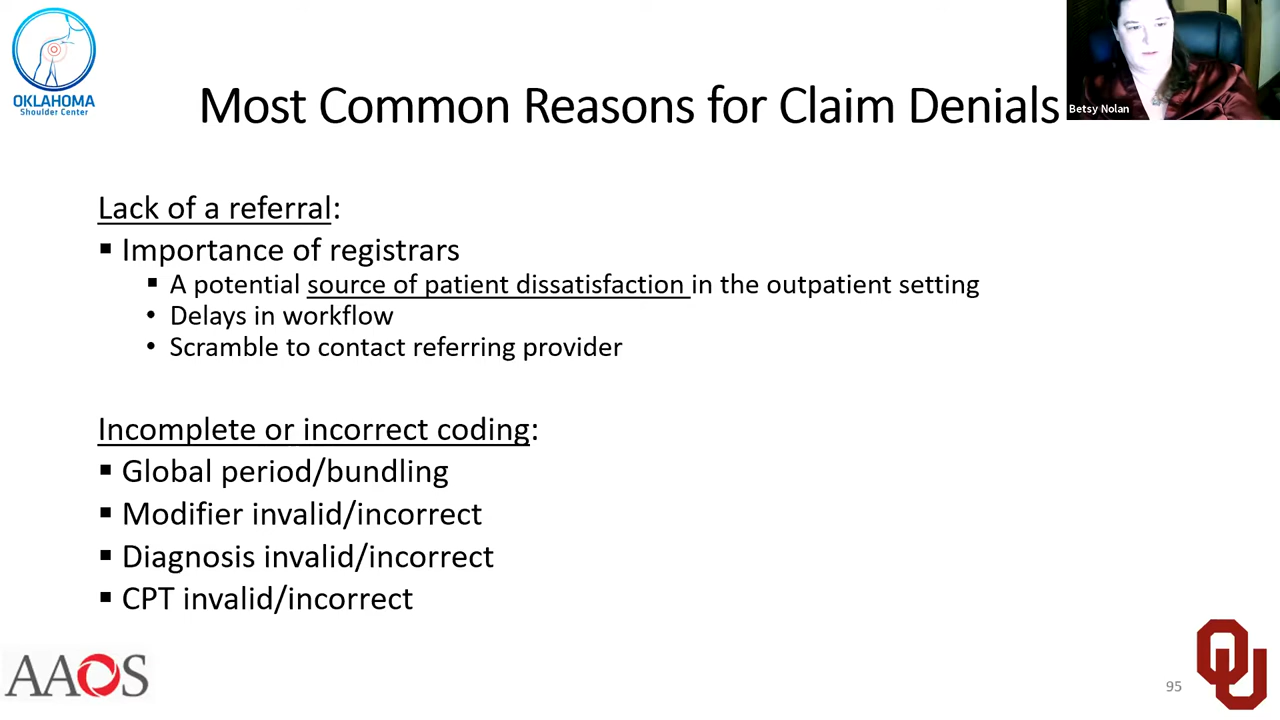 OKLAHOMA
Shoulder Center
Most Common Reasons for Claim Denials
Betsy Nolan
Lack of a referral:
▪ Importance of registrars
▪ A potential source of patient dissatisfaction in the outpatient setting
• Delays in workflow
• Scramble to contact referring provider
Incomplete or incorrect coding:
▪ Global period/bundling
▪ Modifier invalid/incorrect
▪ Diagnosis invalid/incorrect
▪ CPT invalid/incorrect
AAOS
95
OU